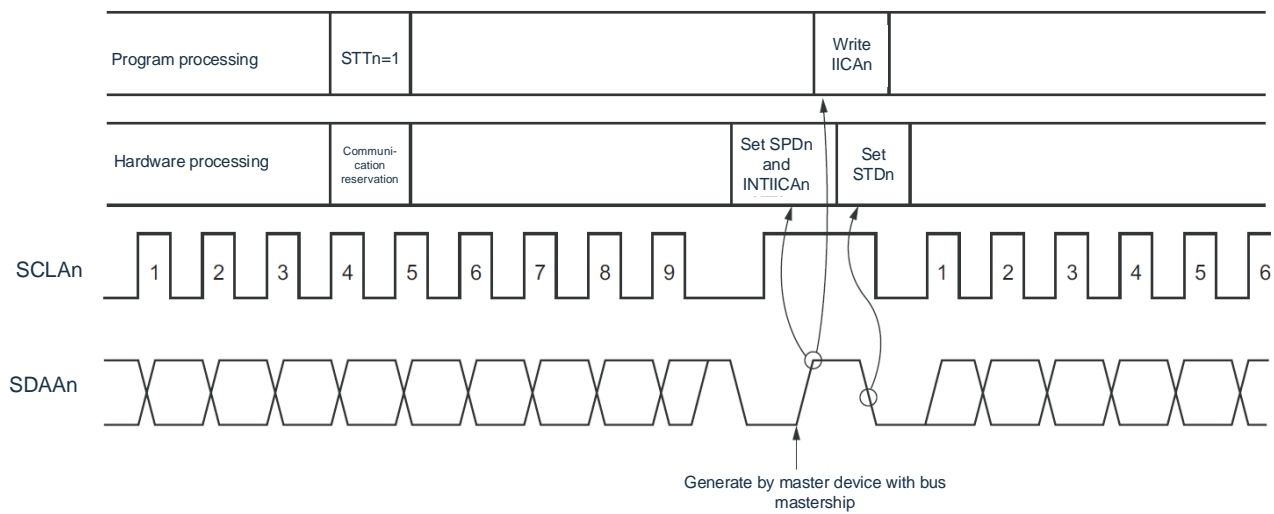 Program processing
STTn=1
Write
IICAn
Hardware processing
Communi-
cation
reservation
Set SPDn
and
INTIICAn
Set
STDn
SCLAn
1 2 3 4 5 6 7 8 9 1 2 3 4 5 6
SDAAn
Generate by master device with bus
mastership